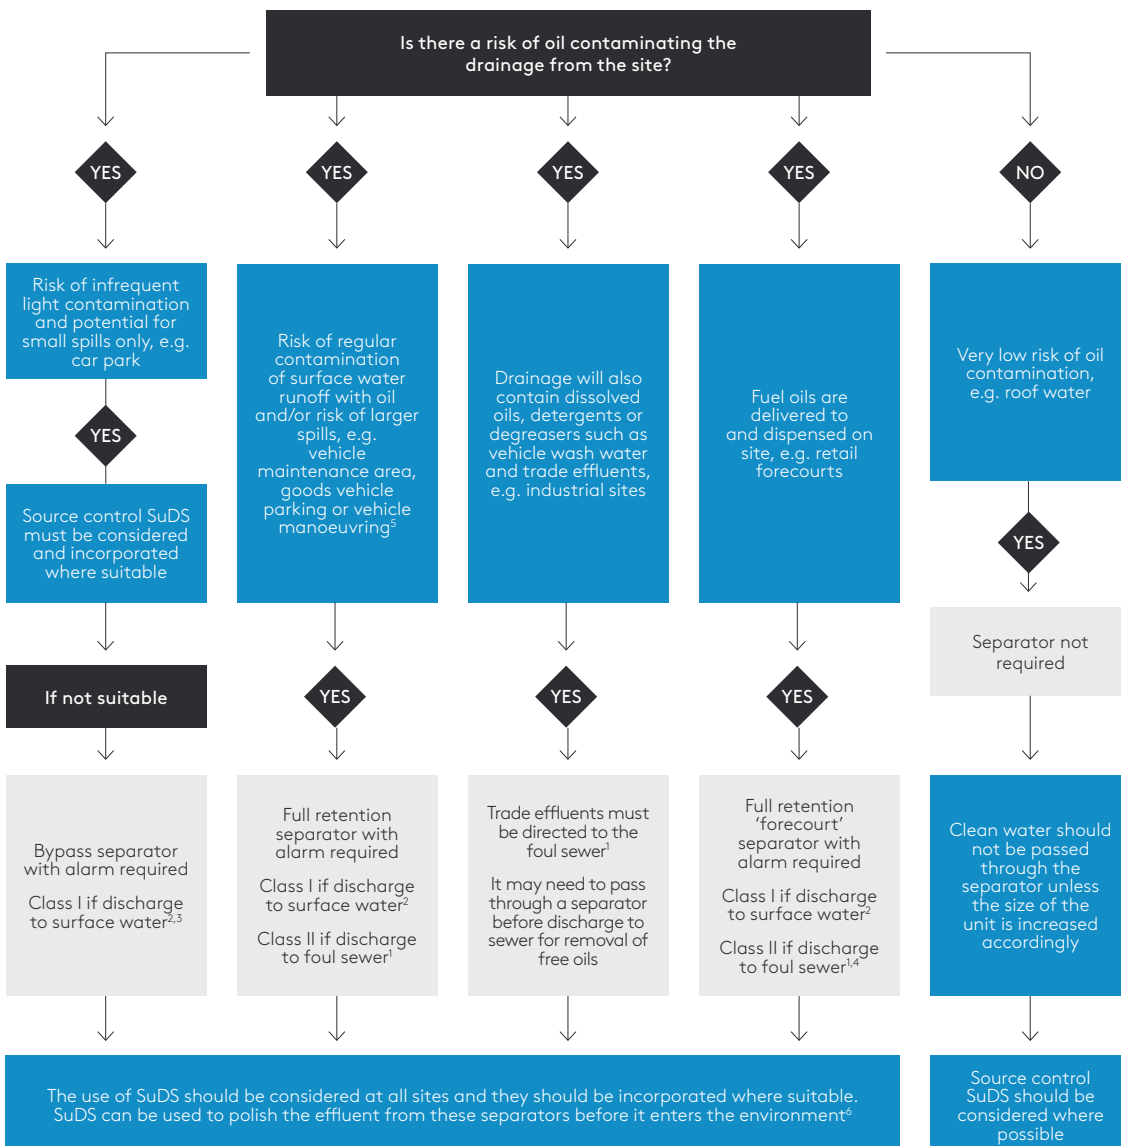 Is there a risk of oil contaminating the
drainage from the site?
YES
YES
YES
YES
NO
Risk of infrequent
light contamination
and potential for
small spills only, e.g.
car park
YES
Source control SuDS
must be considered
and incorporated
where suitable
If not suitable
Bypass separator
with alarm required
Class I if discharge
to surface water2,3
Risk of regular
contamination
of surface water
runoff with oil
and/or risk of larger
spills, e.g.
vehicle
maintenance area,
goods vehicle
parking or vehicle
manoeuvring5
YES
Full retention
separator with
alarm required
Class I if discharge
to surface water2
Class II if discharge
to foul sewer1
Drainage will also
contain dissolved
oils, detergents or
degreasers such as
vehicle wash water
and trade effluents,
e.g. industrial sites
YES
Trade effluents must
be directed to the
foul sewer1
It may need to pass
through a separator
before discharge to
sewer for removal of
free oils
Fuel oils are
delivered to
and dispensed on
site, e.g. retail
forecourts
YES
Full retention
‘forecourt’
separator with
alarm required
Class I if discharge
to surface water2
Class II if discharge
to foul sewer1,4
Very low risk of oil
contamination,
e.g. roof water
YES
Separator not
required
Clean water should
not be passed
through the
separator unless
the size of the
unit is increased
accordingly
The use of SuDS should be considered at all sites and they should be incorporated where suitable.
SuDS can be used to polish the effluent from these separators before it enters the environment6
Source control
SuDS should be
considered where
possible